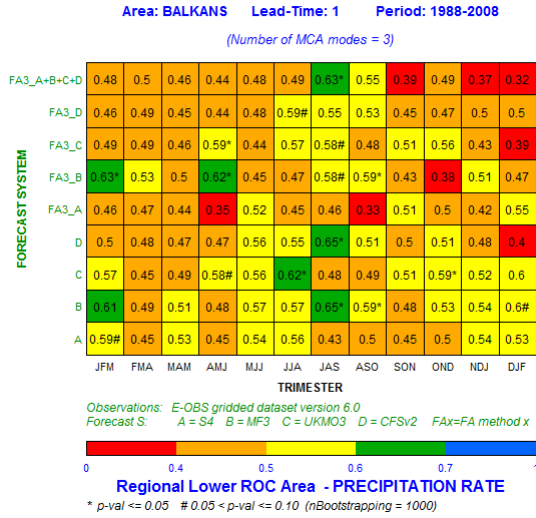 Area: BALKANS Lead-Time: 1 Period: 1988-2008
(Number of MCA modes = 3)
FORECAST SYSTEM
FA3_A+B+C+D 0.48 0.5 0.46 0.44 0.48 0.49 0.63* 0.55 0.39 0.49 0.37 0.32
FA3_D 0.46 0.49 0.45 0.44 0.48 0.59# 0.55 0.53 0.45 0.47 0.5 0.5
FA3_C 0.49 0.49 0.46 0.59* 0.44 0.57 0.58# 0.48 0.51 0.56 0.43 0.39
FA3_B 0.63* 0.53 0.5 0.62* 0.45 0.47 0.58# 0.59* 0.43 0.38 0.51 0.47
FA3_A 0.46 0.47 0.44 0.35 0.52 0.45 0.46 0.33 0.51 0.5 0.42 0.55
D 0.5 0.48 0.47 0.47 0.56 0.55 0.65* 0.51 0.5 0.51 0.48 0.4
C 0.57 0.45 0.49 0.58# 0.51 0.62* 0.48 0.49 0.51 0.59* 0.52 0.6
B 0.61 0.49 0.51 0.48 0.57 0.57 0.65* 0.59* 0.48 0.53 0.54 0.6#
A 0.59# 0.45 0.53 0.45 0.54 0.56 0.43 0.5 0.45 0.5 0.54 0.53
JFM FMA MAM AMJ MJJ JJA JAS ASO SON OND NDJ DJF
TRIMESTER
Observations: E-OBS gridded dataset version 6.0
Forecast S: A = S4 B = MF3 C = UKMO3 D = CFSv2 FAx=FA method x
0 0.4 0.5 0.6 0.7 1
Regional Lower ROC Area - PRECIPITATION RATE
* p-val <= 0.05 # 0.05 < p-val <= 0.10 (nBootstrapping = 1000)